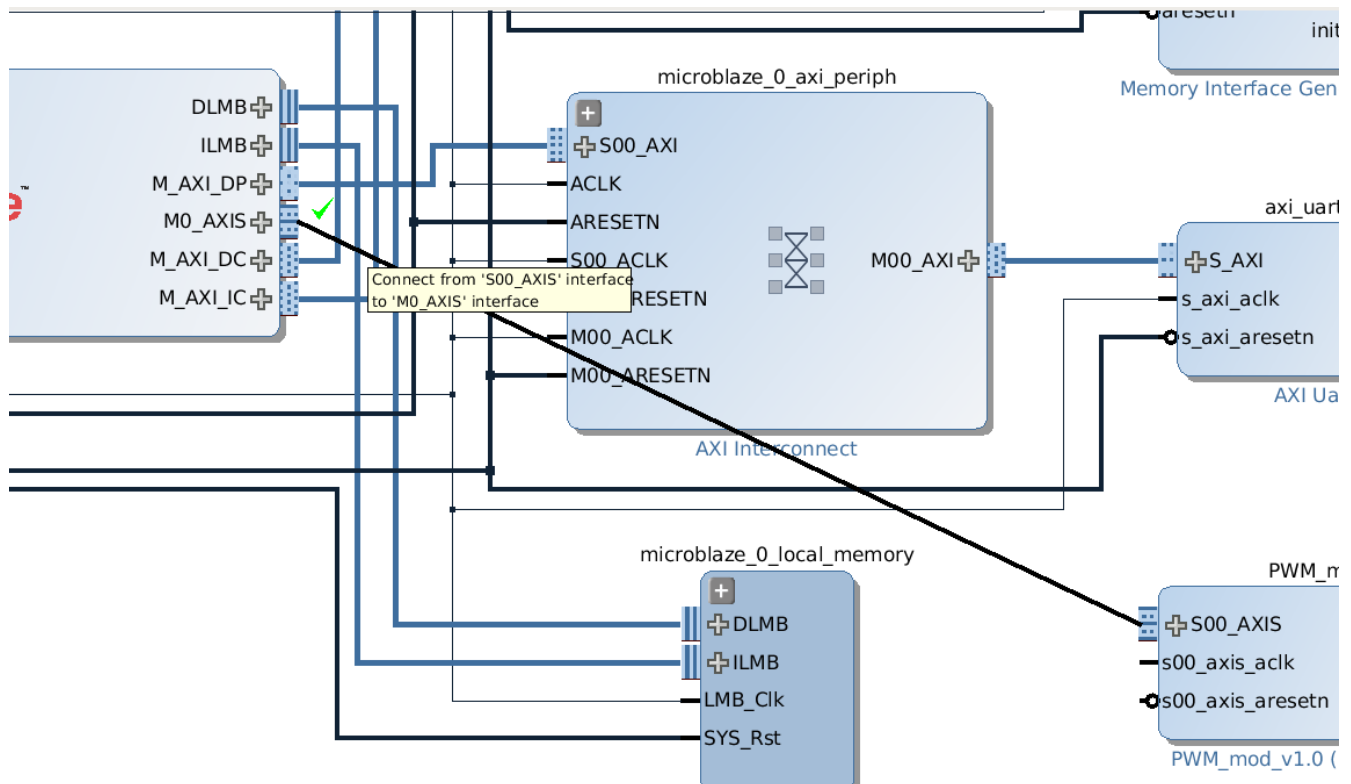 aresetn
init
Memory Interface Gen
microblaze_0_axi_periph
DLMB
ILMB
M_AXI_DP
M0_AXIS
M_AXI_DC
M_AXI_IC
e™
S00_AXI
ACLK
ARESETN
S00_ACLK
RESETN
M00_ACLK
M00_ARESETN
M00_AXI
AXI Interconnect
Connect from 'S00_AXIS' interface
to 'M0_AXIS' interface
axi_uart
S_AXI
s_axi_aclk
s_axi_aresetn
AXI Ua
microblaze_0_local_memory
DLMB
ILMB
LMB_Clk
SYS_Rst
PWM_m
S00_AXIS
s00_axis_aclk
s00_axis_aresetn
PWM_mod_v1.0 (